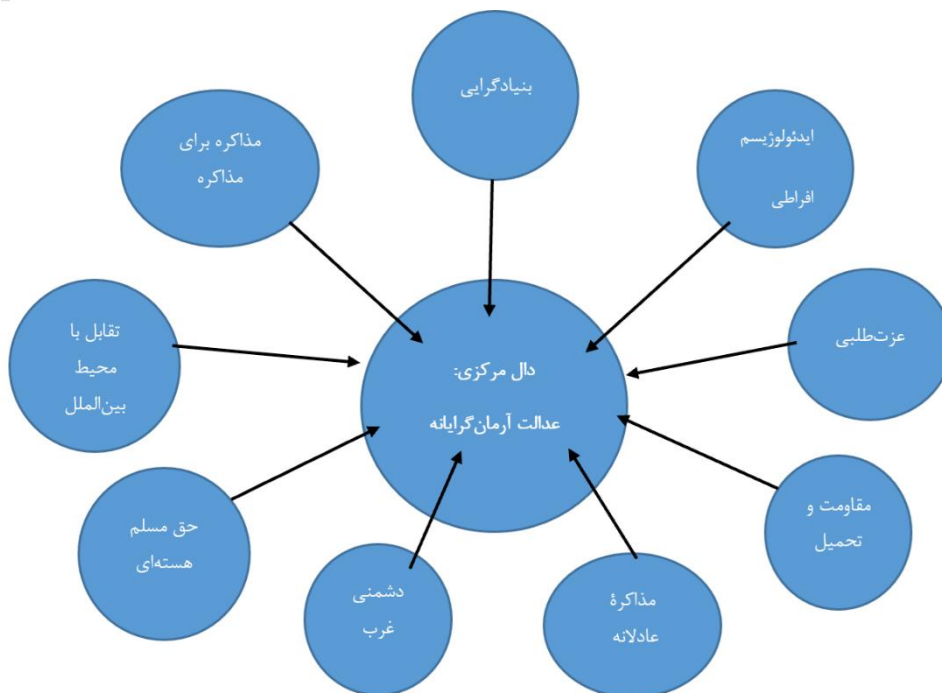 بنیادگرایی
ایدئولوژیسم
افراطی
مذاکره برای
مذاکره
عزت‌طلبی
تقابل با
محیط
بین‌الملل
دال مرکزی:
عدالت آرمان‌گرایانه
مقاومت و
تحمیل
حق مسلم
هسته‌ای
مذاکرهٔ
عادلانه
دشمنی
غرب